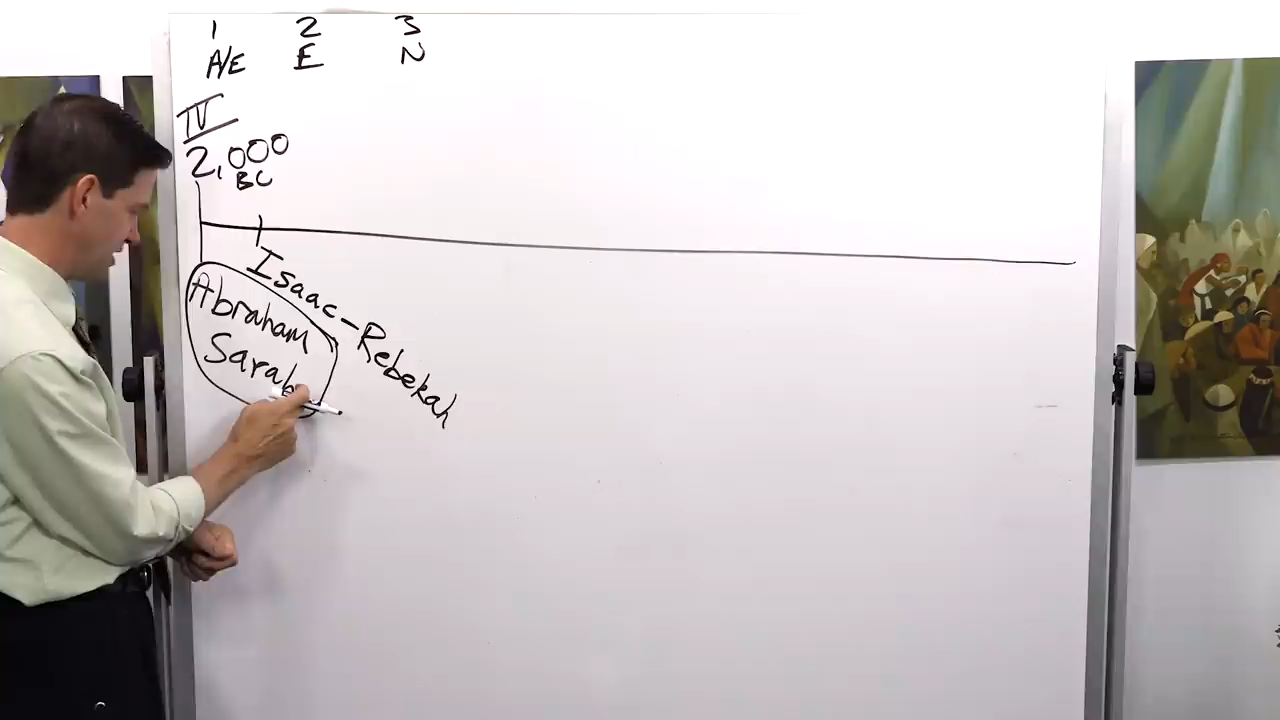 1 2 3
A/E E N
IV
2,000
BC
Isaac-Rebekah
Abraham
Sarah